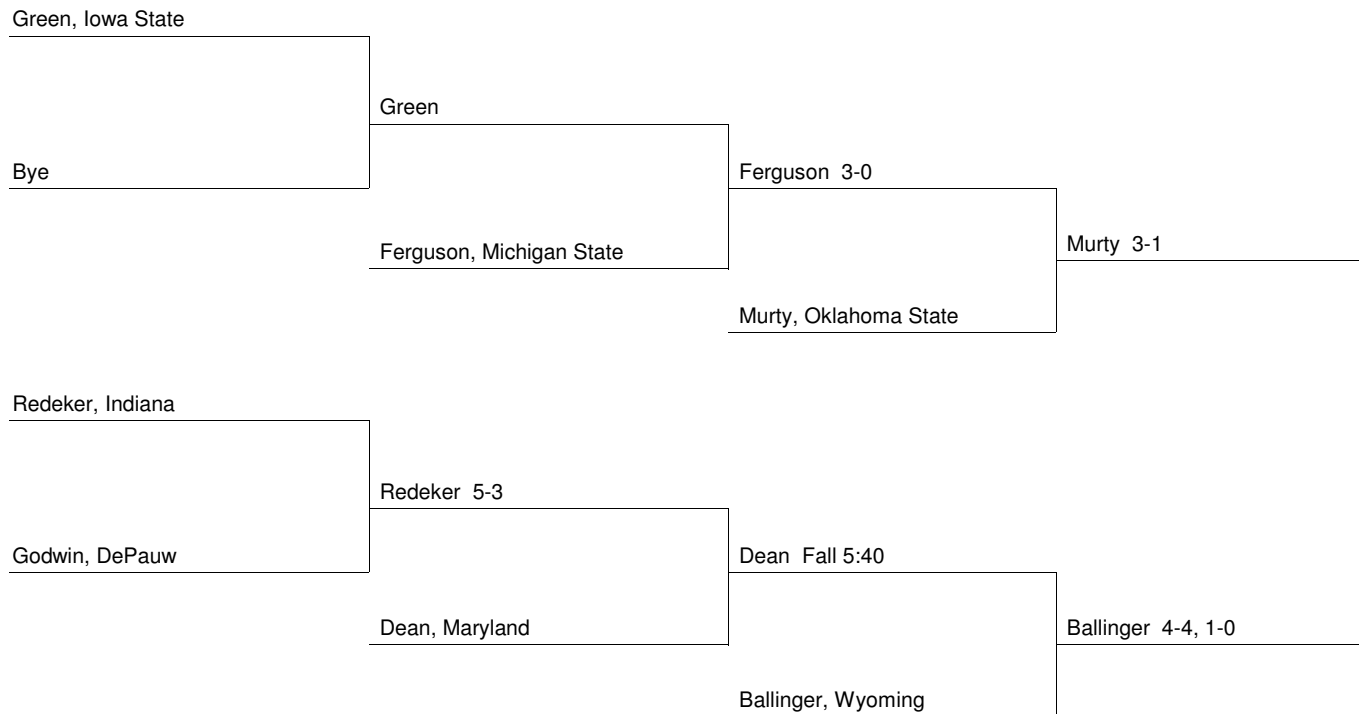 Green, Iowa State
Green
Bye
Ferguson  3-0
Murty  3-1
Ferguson, Michigan State
Murty, Oklahoma State
Redeker, Indiana
Redeker  5-3
Godwin, DePauw
Dean  Fall 5:40
Dean, Maryland
Ballinger  4-4, 1-0
Ballinger, Wyoming